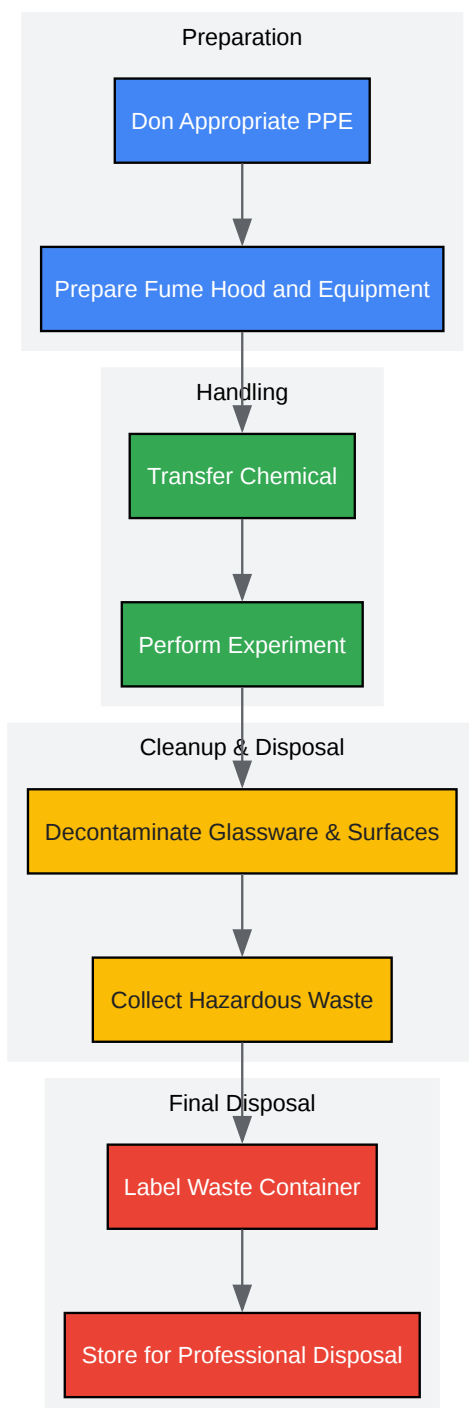 Preparation
Don Appropriate PPE
Prepare Fume Hood and Equipment
Handling
Transfer Chemical
Perform Experiment
Cleanup & Disposal
Decontaminate Glassware & Surfaces
Collect Hazardous Waste
Final Disposal
Label Waste Container
Store for Professional Disposal